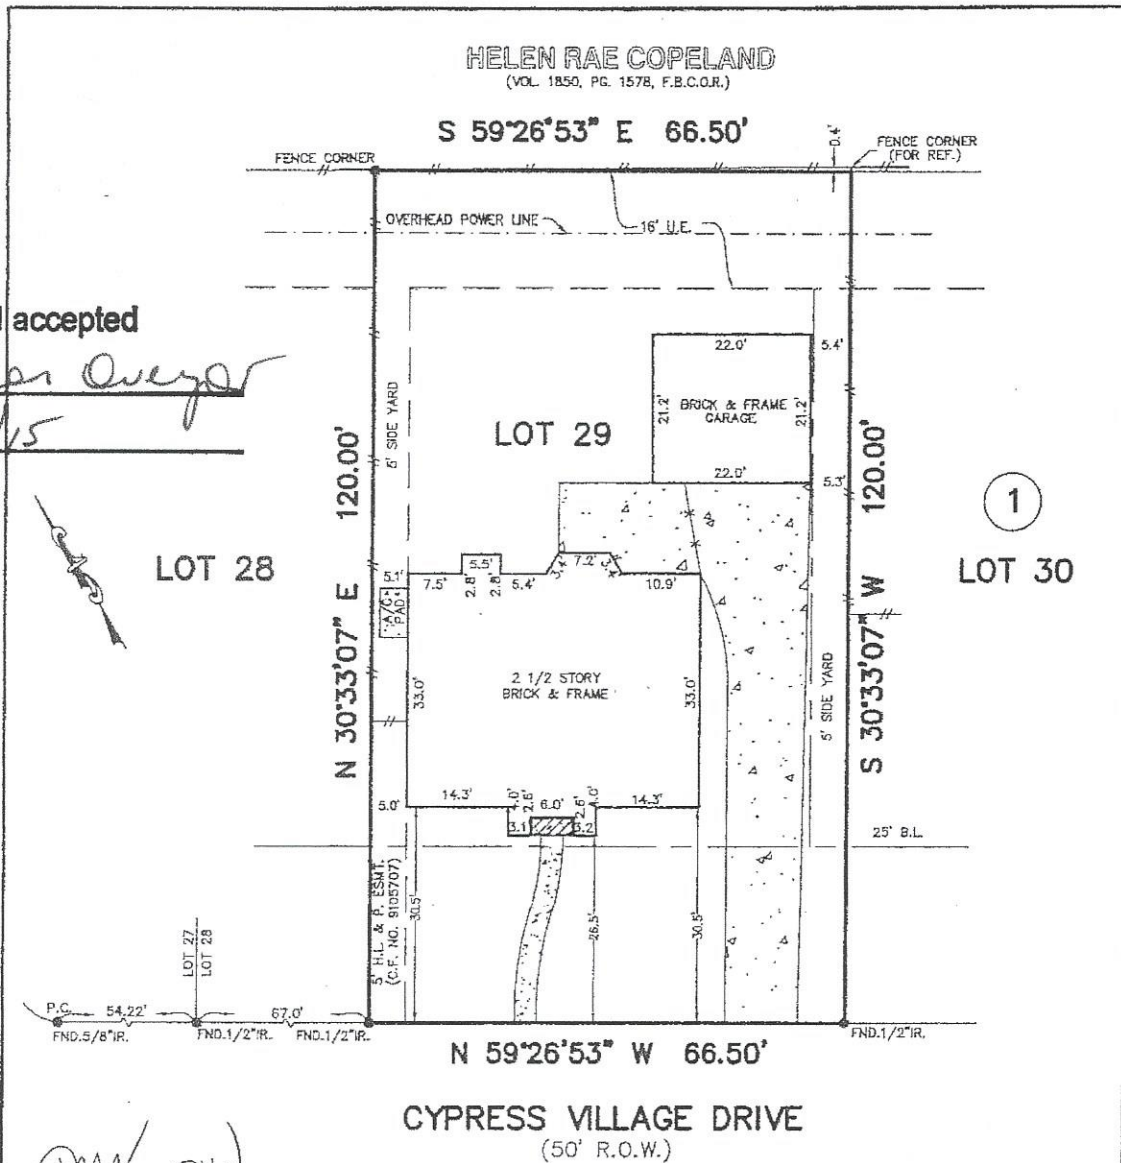 HELEN RAE COPELAND
(VOL. 1850, PG. 1578, F.B.C.O.R.)
S 59°26'53" E 66.50'
0.4'
FENCE CORNER
(FOR REF.)
FENCE CORNER
OVERHEAD POWER LINE
16' U.E.
accepted
22.0'
5.4'
21.2'
BRICK & FRAME
GARAGE
21.2'
5' SIDE YARD
LOT 29
22.0'
5.3'
N 30°33'07" E 120.00'
S 30°33'07" W 120.00'
1
LOT 28
LOT 30
5.1'
7.5'
2.8'
5.5'
2.8'
5.4'
3.4'
7.2'
3.4'
10.9'
A/C
PAD
33.0'
2 1/2 STORY
BRICK & FRAME
33.0'
5' SIDE YARD
5.0'
14.3'
4.0'
2.6'
6.0'
2.6'
4.0'
14.3'
3.1
3.2
25' B.L.
5' H.L. & P. ESMT.
(C.F. NO. 9105707)
30.5'
26.5'
30.5'
LOT 27
LOT 28
P.C.
54.22'
67.0'
FND.5/8"IR.
FND.1/2"IR.
FND.1/2"IR.
FND.1/2"IR.
N 59°26'53" W 66.50'
CYPRESS VILLAGE DRIVE
(50' R.O.W.)